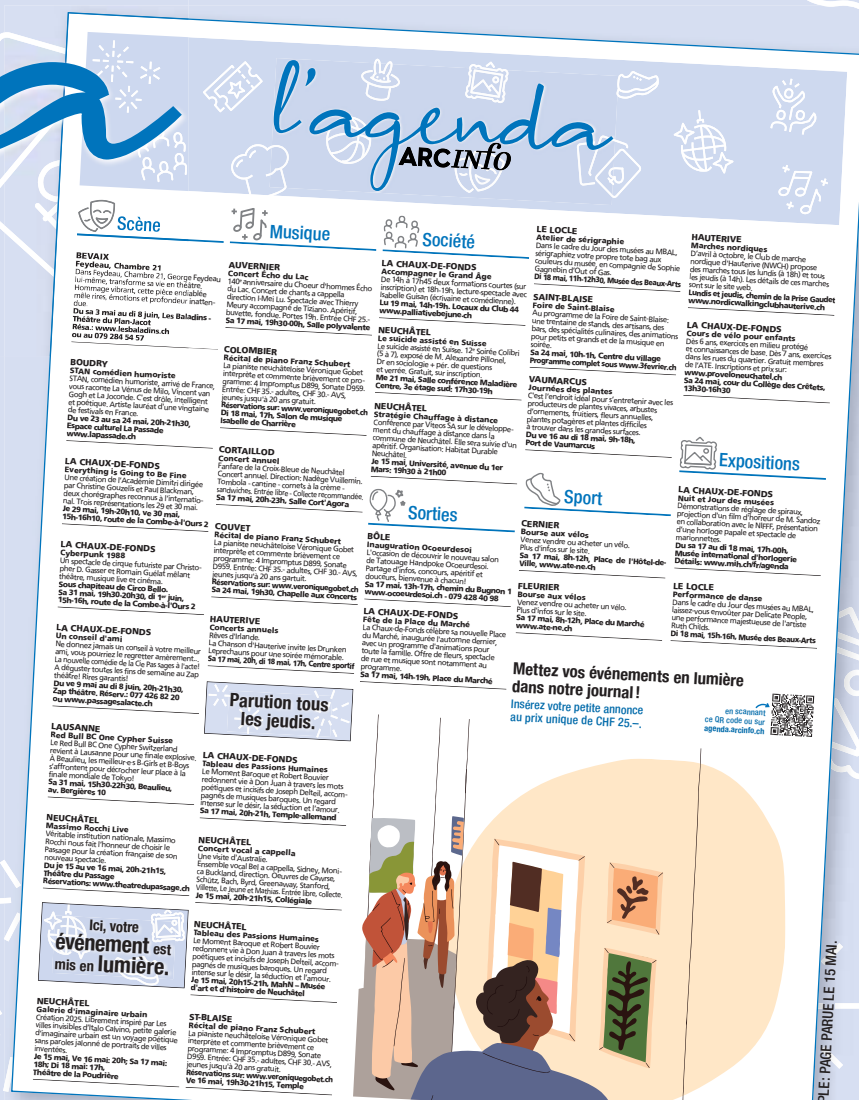 l'agenda
ARCINFO
Scène
BEVAIX
Feydeau, Chambre 21
Dans Feydeau, Chambre 21, George Feydeau
lui-même, transforme sa vie en théâtre.
Hommage vibrant, cette pièce endiablée
mêle rires, émotions et profondeur inatten-
due.
Du sa 3 mai au di 8 juin, Les Baladins -
Théâtre du Plan-Jacot
Résa.: www.lesbaladins.ch
ou au 079 284 54 57
BOUDRY
STAN comédien humoriste
STAN, comédien, humoriste, arrivé de France,
vous raconte La Vénus de Milo, Vincent van
Gogh et La Joconde. C'est drôle, intelligent
et poétique. Artiste lauréat d'une vingtaine
de festivals en France.
Du ve 23 au sa 24 mai, 20h-21h30,
Espace culturel La Passade
www.lapassade.ch
LA CHAUX-DE-FONDS
Everything is Going to Be Fine
Une création de l'Académie Dimitri dirigée
par Christine Gouzelis et Paul Blackman,
deux chorégraphes reconnus à l'internatio-
nal. Trois représentations les 29 et 30 mai.
Je 29 mai, 19h-20h10, ve 30 mai,
15h-16h10, route de la Combe-à-l'Ours 2
LA CHAUX-DE-FONDS
Cyberpunk 1988
Un spectacle de cirque futuriste par Christo-
pher D. Gasser et Romain Guélat mêlant
théâtre, musique live et cinéma.
Sous chapiteau de Circo Bello.
Sa 31 mai, 19h30-20h30, di 1er juin,
15h-16h, route de la Combe-à-l'Ours 2
LA CHAUX-DE-FONDS
Un conseil d'ami
Ne donnez jamais un conseil à votre meilleur
ami, vous pourriez le regretter amèrement...
La nouvelle comédie de la Cie Pas sages à l'acte!
A déguster toutes les fins de semaine au Zap
théâtre! Rires garantis!
Du ve 9 mai au di 8 juin, 20h-21h30,
Zap théâtre, Réserv.: 077 426 82 20
ou www.passagesalacte.ch
LAUSANNE
Red Bull BC One Cypher Suisse
Le Red Bull BC One Cypher Switzerland
revient à Lausanne pour une finale explosive.
À Beaulieu, les meilleur·e·s B-Girls et B-Boys
s'affrontent pour décrocher leur place à la
finale mondiale de Tokyo!
Sa 31 mai, 15h30-22h30, Beaulieu,
av. Bergières 10
NEUCHÂTEL
Massimo Rocchi Live
Véritable institution nationale, Massimo
Rocchi nous fait l'honneur de choisir le
Passage pour la création française de son
nouveau spectacle.
Du je 15 au ve 16 mai, 20h-21h15,
Théâtre du Passage
Réservations: www.theatredupassage.ch
Ici, votre
événement est
mis en lumière.
NEUCHÂTEL
Galerie d'imaginaire urbain
Création 2025. Librement inspiré par Les
villes invisibles d'Italo Calvino, petite galerie
d'imaginaire urbain est un voyage poétique
sans paroles jalonné de portraits de villes
inventées.
Je 15 mai, Ve 16 mai: 20h; Sa 17 mai:
18h; Di 18 mai: 17h,
Théâtre de la Poudrière
Musique
AUVERNIER
Concert Écho du Lac
140e anniversaire du Choeur d'hommes Écho
du Lac, Concert de chants a cappella
direction I-Mei Lu. Spectacle avec Thierry
Meury accompagné de Tiziano. Apéritif,
buvette, fondue. Portes 19h. Entrée CHF 25.-
Sa 17 mai, 19h30-00h, Salle polyvalente
COLOMBIER
Récital de piano Franz Schubert
La pianiste neuchâteloise Véronique Gobet
interprète et commente brièvement ce pro-
gramme: 4 Impromptus D899, Sonate D959.
Entrée: CHF 35.- adultes, CHF 30.- AVS,
jeunes jusqu'à 20 ans gratuit.
Réservations sur: www.veroniquegobet.ch
Di 18 mai, 17h, Salon de musique
Isabelle de Charrière
CORTAILLOD
Concert annuel
Fanfare de la Croix-Bleue de Neuchâtel
Concert annuel. Direction: Nadège Vuillemin.
Tombola - cantine - cornets à la crème -
sandwiches, Entrée libre - Collecte recommandée.
Sa 17 mai, 20h-23h, Salle Cort'Agora
COUVET
Récital de piano Franz Schubert
La pianiste neuchâteloise Véronique Gobet
interprète et commente brièvement ce
programme: 4 Impromptus D899, Sonate
D959. Entrée: CHF 35.- adultes, CHF 30.- AVS,
jeunes jusqu'à 20 ans gartuit.
Réservations sur: www.veroniquegobet.ch
Sa 24 mai, 19h30, Chapelle aux concerts
HAUTERIVE
Concerts annuels
Rêves d'Irlande.
La Chanson d'Hauterive invite les Drunken
Leprechauns pour une soirée mémorable.
Sa 17 mai, 20h, di 18 mai, 17h, Centre sportif
Parution tous
les jeudis.
LA CHAUX-DE-FONDS
Tableau des Passions Humaines
Le Moment Baroque et Robert Bouvier
redonnent vie à Don Juan à travers les mots
poétiques et incisifs de Joseph Delteil, accom-
pagnés de musiques baroques. Un regard
intense sur le désir, la séduction et l'amour.
Sa 17 mai, 20h-21h, Temple-allemand
NEUCHÂTEL
Concert vocal a cappella
Une visite d'Australie.
Ensemble vocal Bel a cappella, Sidney, Moni-
ca Buckland, direction. Oeuvres de Cawrse,
Schütz, Bach, Byrd, Greenaway, Stanford,
Villette, Le Jeune et Mathias. Entrée libre, collecte.
Je 15 mai, 20h-21h15, Collégiale
NEUCHÂTEL
Tableau des Passions Humaines
Le Moment Baroque et Robert Bouvier
redonnent vie à Don Juan à travers les mots
poétiques et incisifs de Joseph Delteil, accom-
pagnés de musiques baroques. Un regard
intense sur le désir, la séduction et l'amour.
Je 15 mai, 20h15-21h, MahN – Musée
d'art et d'histoire de Neuchâtel
ST-BLAISE
Récital de piano Franz Schubert
La pianiste neuchâteloise Véronique Gobet
interprète et commente brièvement ce
programme: 4 Impromptus D899, Sonate
D959. Entrée: CHF 35.- adultes, CHF 30.- AVS,
jeunes jusqu'à 20 ans gratuit.
Réservations sur: www.veroniquegobet.ch
Ve 16 mai, 19h30-21h15, Temple
Société
LA CHAUX-DE-FONDS
Accompagner le Grand Âge
De 14h à 17h45 deux formations courtes (sur
inscription) et 18h-19h, lecture-spectacle avec
Isabelle Guisan (écrivaine et comédienne).
Lu 19 mai, 14h-19h, Locaux du Club 44
www.palliativebejune.ch
NEUCHÂTEL
Le suicide assisté en Suisse
Le suicide assisté en Suisse. 12e Soirée Colibri
(5 à 7), exposé de M. Alexandre Pillonel,
Dr en sociologie + pér. de questions
et verrée. Gratuit, sur inscription.
Me 21 mai, Salle conférence Maladière
Centre, 3e étage sud; 17h30-19h
NEUCHÂTEL
Stratégie Chauffage à distance
Conférence par Viteos SA sur le développe-
ment du chauffage à distance dans la
commune de Neuchâtel. Elle sera suivie d'un
apéritif. Organisation: Habitat Durable
Neuchâtel.
Je 15 mai, Université, avenue du 1er
Mars; 19h30 à 21h00
Sorties
BÔLE
Inauguration Ocoeurdesoi
L'occasion de découvrir le nouveau salon
de Tatouage Handpoke Ocoeurdesoi.
Partage d'infos, concours, apéritif et
douceurs, bienvenue à chacun!
Sa 17 mai, 13h-17h, chemin du Bugnon 1
www.ocoeurdesoi.ch - 079 428 40 98
LA CHAUX-DE-FONDS
Fête de la Place du Marché
La Chaux-de-Fonds célèbre sa nouvelle Place
du Marché, inaugurée l'automne dernier,
avec un programme d'animations pour
toute la famille. Offre de fleurs, spectacle
de rue et musique sont notamment au
programme.
Sa 17 mai, 14h-19h, Place du Marché
LE LOCLE
Atelier de sérigraphie
Dans le cadre du Jour des musées au MBAL,
sérigraphiez votre propre tote bag aux
couleurs du musée, en compagnie de Sophie
Gagnebin d'Out of Gas.
Di 18 mai, 11h-12h30, Musée des Beaux-Arts
SAINT-BLAISE
Foire de Saint-Blaise
Au programme de la Foire de Saint-Blaise:
une trentaine de stands, des artisans, des
bars, des spécialités culinaires, des animations
pour petits et grands et de la musique en
soirée.
Sa 24 mai, 10h-1h, Centre du village
Programme complet sous www.3fevrier.ch
VAUMARCUS
Journées des plantes
C'est l'endroit idéal pour s'entretenir avec les
producteurs de plantes vivaces, arbustes
d'ornements, fruitiers, fleurs annuelles,
plantes potagères et plantes difficiles
à trouver dans les grandes surfaces.
Du ve 16 au di 18 mai, 9h-18h,
Port de Vaumarcus
Sport
CERNIER
Bourse aux vélos
Venez vendre ou acheter un vélo.
Plus d'infos sur le site.
Sa 17 mai, 8h-12h, Place de l'Hôtel-de-
Ville, www.ate-ne.ch
FLEURIER
Bourse aux vélos
Venez vendre ou acheter un vélo.
Plus d'infos sur le site.
Sa 17 mai, 8h-12h, Place du Marché
www.ate-ne.ch
HAUTERIVE
Marches nordiques
D'avril à octobre, le Club de marche
nordique d'Hauterive (NWCH) propose
des marches tous les lundis (à 18h) et tous
les jeudis (à 14h). Les détails de ces marches
sont sur le site web.
Lundis et jeudis, chemin de la Prise Gaudet
www.nordicwalkingclubhauterive.ch
LA CHAUX-DE-FONDS
Cours de vélo pour enfants
Dès 6 ans, exercices en milieu protégé
et connaissances de base. Dès 7 ans, exercices
dans les rues du quartier. Gratuit membres
de l'ATE. Inscriptions et prix sur:
www.proveloneuchatel.ch
Sa 24 mai, cour du Collège des Crêtets,
13h30-16h30
Expositions
LA CHAUX-DE-FONDS
Nuit et Jour des musées
Démonstrations de réglage de spiraux,
projection d'un film d'horreur de M. Sandoz
en collaboration avec le NIFFF, présentation
d'une horloge papale et spectacle de
marionnettes.
Du sa 17 au di 18 mai, 17h-00h,
Musée international d'horlogerie
Détails: www.mih.ch/fr/agenda
LE LOCLE
Performance de danse
Dans le cadre du Jour des musées au MBAL,
laissez-vous envoûter par Delicate People,
une performance majestueuse de l'artiste
Ruth Childs.
Di 18 mai, 15h-16h, Musée des Beaux-Arts
Mettez vos événements en lumière
dans notre journal !
Insérez votre petite annonce
au prix unique de CHF 25.–.
en scannant
ce QR code ou sur
agenda.arcinfo.ch
PLE: PAGE PARUE LE 15 MAI.